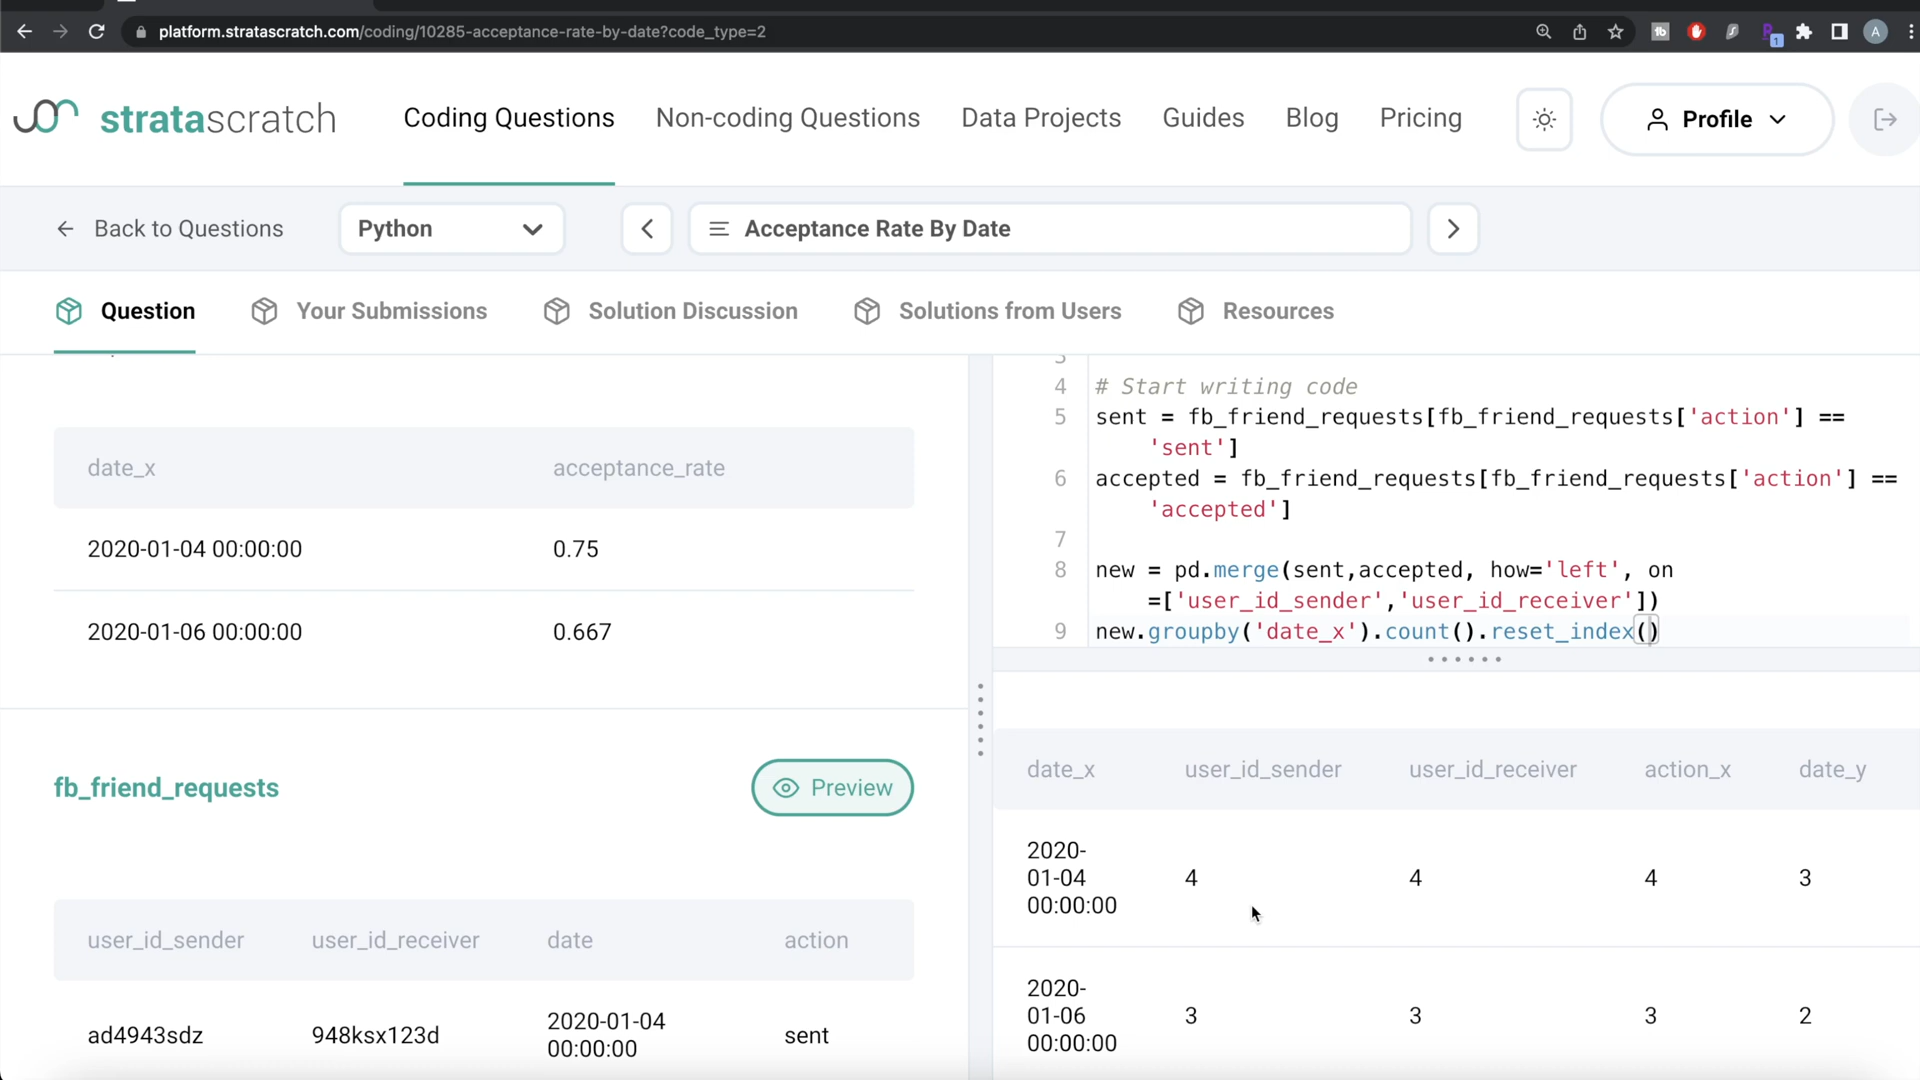 platform.stratascratch.com/coding/10285-acceptance-rate-by-date?code_type=2
tb
1
A
stratascratch
Coding Questions
Non-coding Questions
Data Projects
Guides
Blog
Pricing
Profile
Back to Questions
Python
Acceptance Rate By Date
Question
Your Submissions
Solution Discussion
Solutions from Users
Resources
date_x acceptance_rate
2020-01-04 00:00:00 0.75
2020-01-06 00:00:00 0.667
fb_friend_requests
Preview
user_id_sender user_id_receiver date action
ad4943sdz 948ksx123d 2020-01-04 00:00:00 sent
3
4 # Start writing code
5 sent = fb_friend_requests[fb_friend_requests['action'] ==
'sent']
6 accepted = fb_friend_requests[fb_friend_requests['action'] ==
'accepted']
7
8 new = pd.merge(sent,accepted, how='left', on
=['user_id_sender','user_id_receiver'])
9 new.groupby('date_x').count().reset_index()
date_x user_id_sender user_id_receiver action_x date_y
2020-
01-04
00:00:00
4 4 4 3
2020-
01-06
00:00:00
3 3 3 2